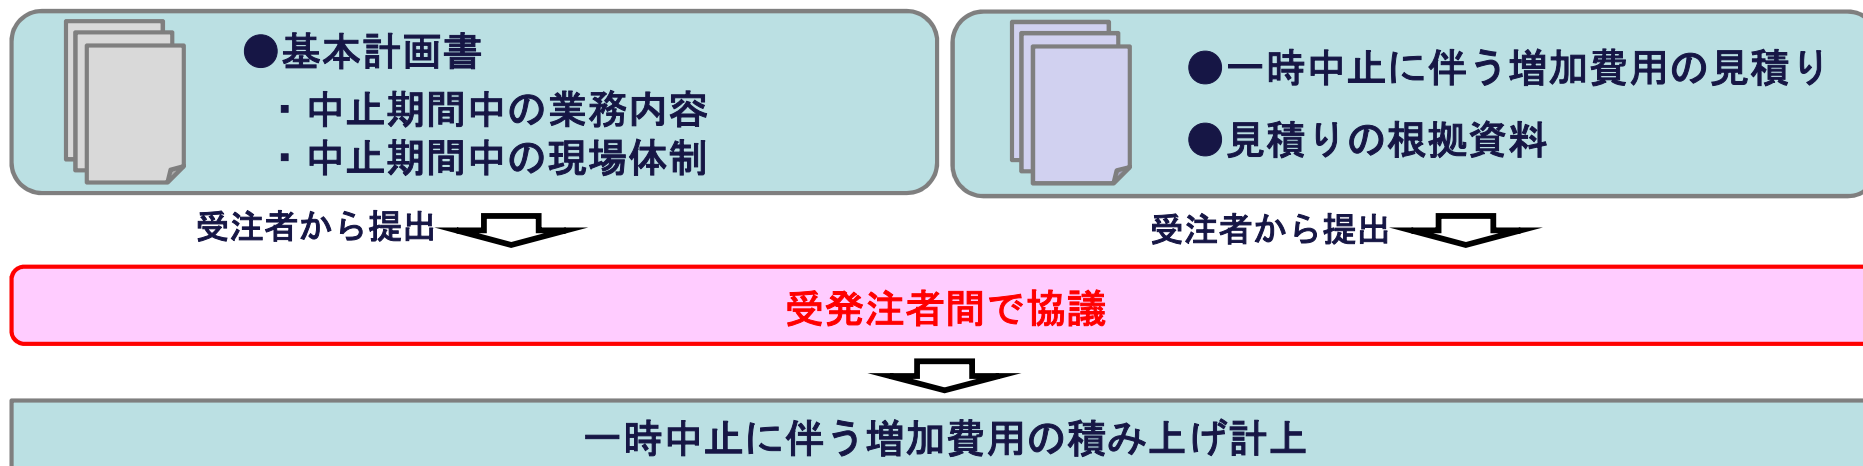 ●基本計画書
・中止期間中の業務内容
・中止期間中の現場体制
受注者から提出
●一時中止に伴う増加費用の見積り
●見積りの根拠資料
受注者から提出
受発注者間で協議
一時中止に伴う増加費用の積み上げ計上